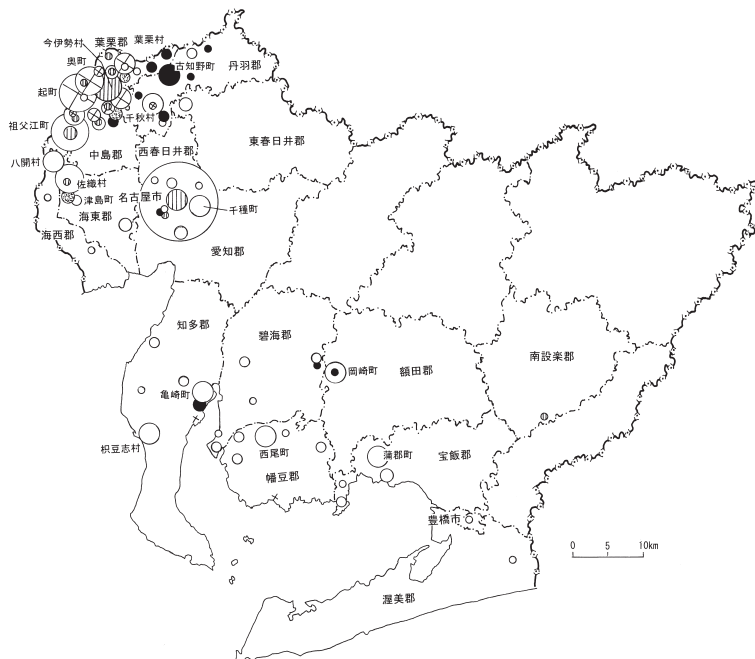 今伊勢村
葉栗郡
葉栗村
奥町
古知野町
丹羽郡
起町
祖父江町
千秋村
東春日井郡
西春日井郡
中島郡
八開村
佐織村
名古屋市
津島町
千種町
海東郡
海西郡
愛知郡
知多郡
碧海郡
南設楽郡
岡崎町
額田郡
亀崎町
枳豆志村
西尾町
蒲郡町
宝飯郡
幡豆郡
豊橋市
0 5 10km
渥美郡